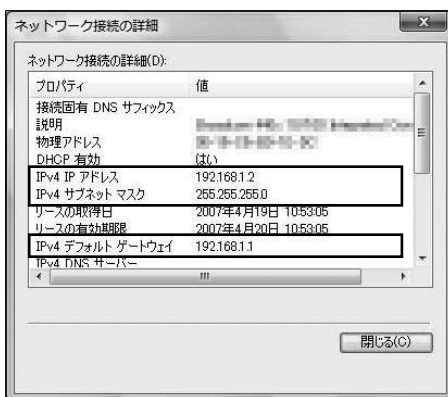 ネットワーク接続の詳細
ネットワーク接続の詳細(D):
プロパティ 値
接続固有 DNS サフィックス
説明
物理アドレス
DHCP 有効 はい
IPv4 IP アドレス 192.168.1.2
IPv4 サブネット マスク 255.255.255.0
リースの取得日 2007年4月19日 10:53:05
リースの有効期限 2007年4月20日 10:53:05
IPv4 デフォルト ゲートウェイ 192.168.1.1
IPv4 DNS サーバー
閉じる(C)